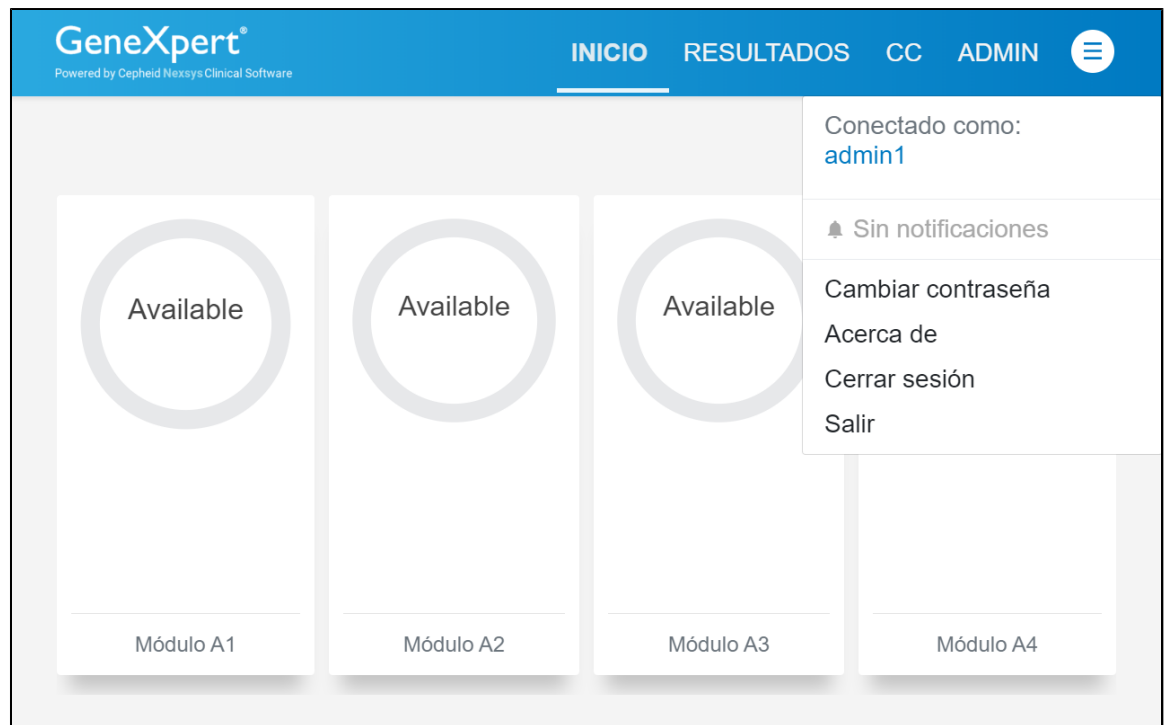 GeneXpert®
Powered by Cepheid Nexsys Clinical Software
INICIO RESULTADOS CC ADMIN
Conectado como:
admin1
Sin notificaciones
Cambiar contraseña
Acerca de
Cerrar sesión
Salir
Available
Available
Available
Módulo A1
Módulo A2
Módulo A3
Módulo A4